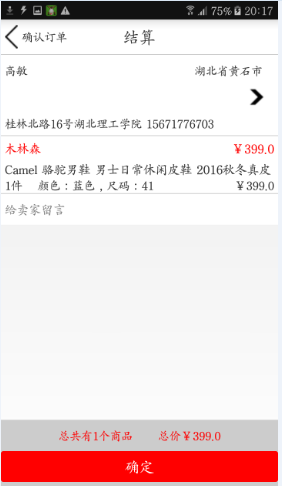 75% 20:17
确认订单 结算
高敏 湖北省黄石市
桂林北路16号湖北理工学院 15671776703
木林森 ￥399.0
Camel 骆驼男鞋 男士日常休闲皮鞋 2016秋冬真皮
1件 颜色：蓝色，尺码：41 ￥399.0
给卖家留言
总共有1个商品 总价￥399.0
确定